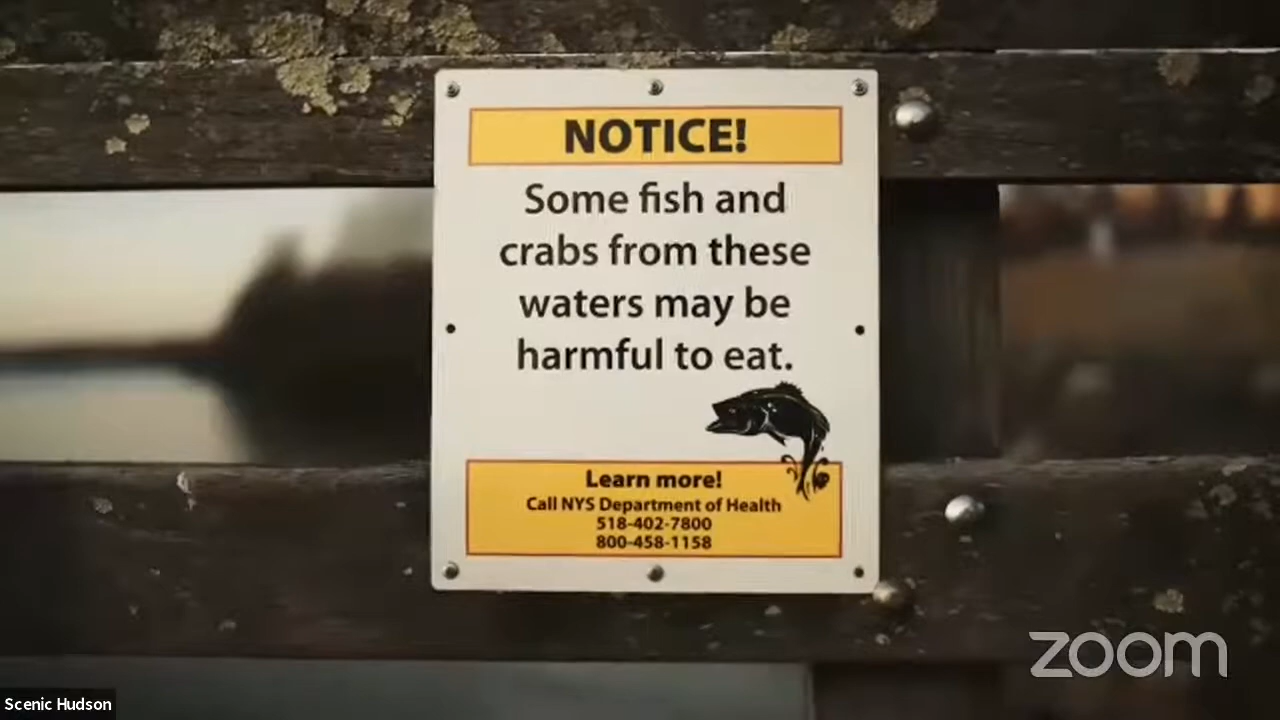 NOTICE!
Some fish and
crabs from these
waters may be
harmful to eat.
Learn more!
Call NYS Department of Health
518-402-7800
800-458-1158
zoom
Scenic Hudson